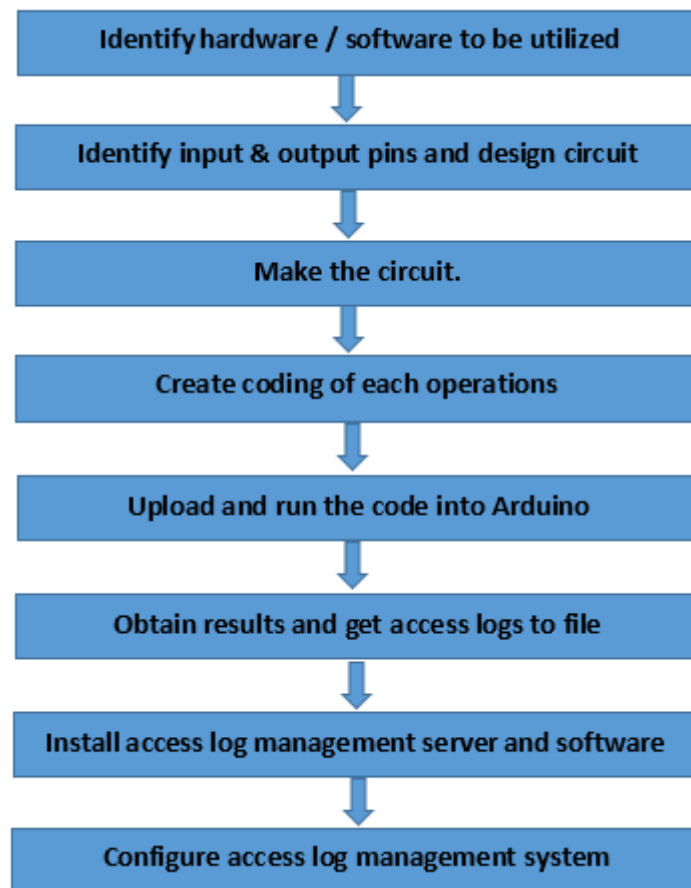 Identify hardware / software to be utilized
Identify input & output pins and design circuit
Make the circuit.
Create coding of each operations
Upload and run the code into Arduino
Obtain results and get access logs to file
Install access log management server and software
Configure access log management system